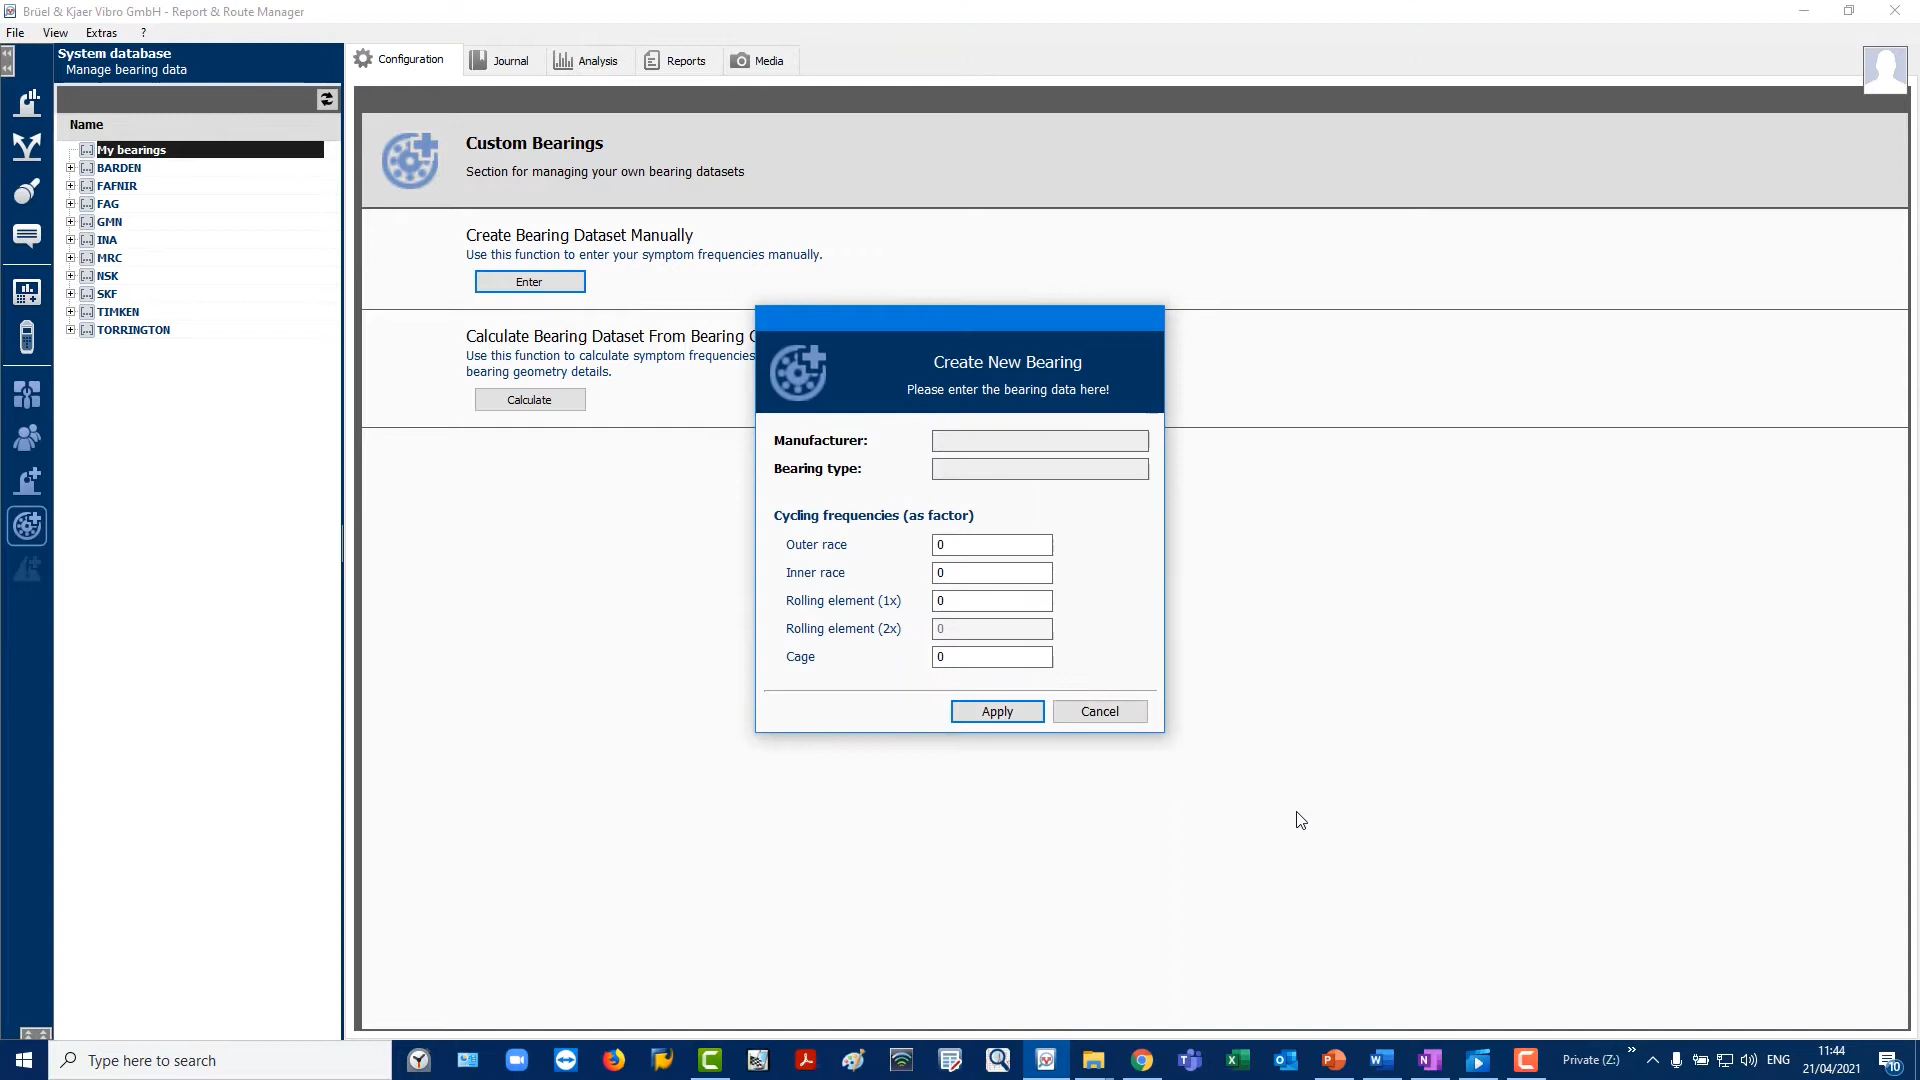 Brüel & Kjaer Vibro GmbH - Report & Route Manager
File View Extras ?
System database
Manage bearing data
Name
My bearings
BARDEN
FAFNIR
FAG
GMN
INA
MRC
NSK
SKF
TIMKEN
TORRINGTON
Configuration Journal Analysis Reports Media
Custom Bearings
Section for managing your own bearing datasets
Create Bearing Dataset Manually
Use this function to enter your symptom frequencies manually.
Enter
Calculate Bearing Dataset From Bearing
Use this function to calculate symptom frequencies
bearing geometry details.
Calculate
Create New Bearing
Please enter the bearing data here!
Manufacturer:
Bearing type:
Cycling frequencies (as factor)
Outer race 0
Inner race 0
Rolling element (1x) 0
Rolling element (2x) 0
Cage 0
Apply Cancel
Type here to search
Private (Z:) ENG
11:44
21/04/2021
10